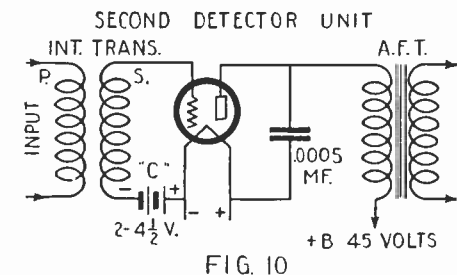 SECOND DETECTOR UNIT
INT. TRANS.
A.F.T.
P.
S.
INPUT
"C"
- +
- +
2-4½ V.
.0005
MF.
+B 45 VOLTS
FIG. 10